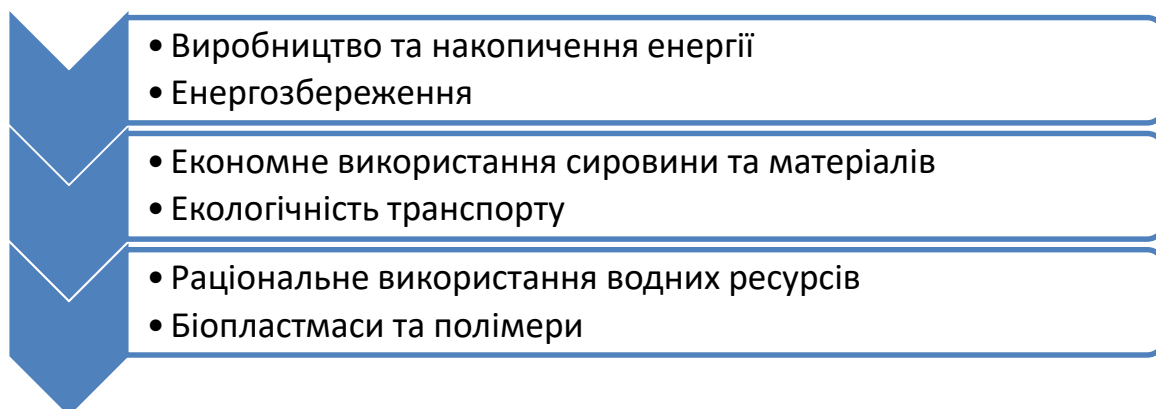 • Виробництво та накопичення енергії
• Енергозбереження
• Економне використання сировини та матеріалів
• Екологічність транспорту
• Раціональне використання водних ресурсів
• Біопластмаси та полімери